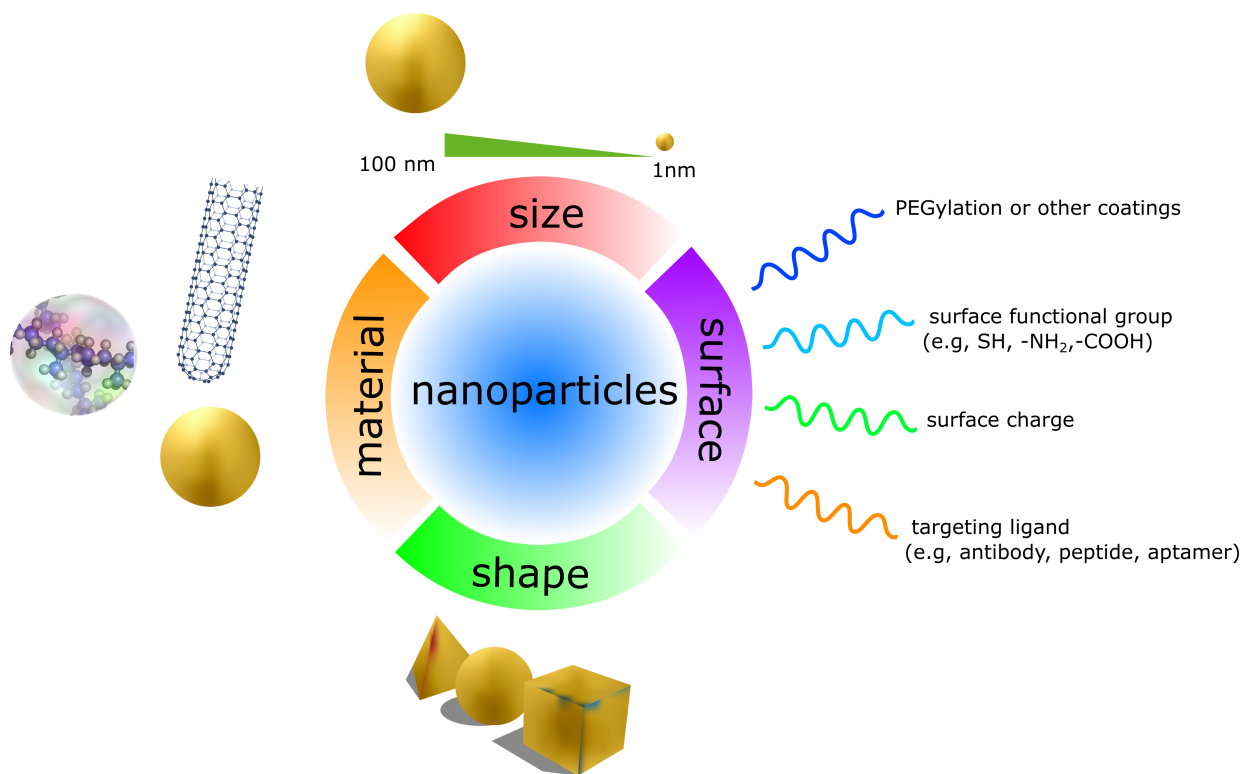 100 nm
1nm
size
material
nanoparticles
surface
shape
PEGylation or other coatings
surface functional group
(e.g, SH, -NH₂,-COOH)
surface charge
targeting ligand
(e.g, antibody, peptide, aptamer)